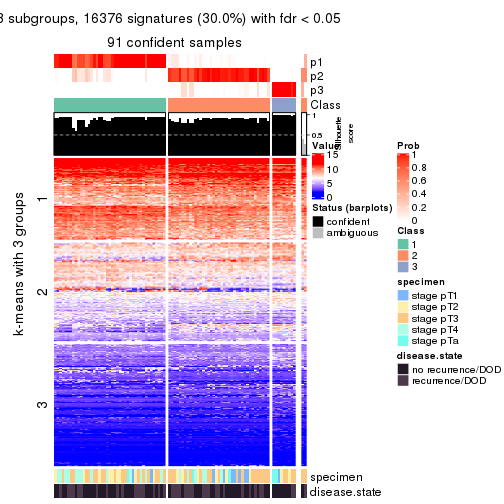 3 subgroups, 16376 signatures (30.0%) with fdr < 0.05
91 confident samples
p1
p2
p3
Class
1
0.5
0
Silhouette
score
k-means with 3 groups
1
2
3
specimen
disease.state
Value
15
10
5
0
Status (barplots)
confident
ambiguous
Prob
1
0.8
0.6
0.4
0.2
0
Class
1
2
3
specimen
stage pT1
stage pT2
stage pT3
stage pT4
stage pTa
disease.state
no recurrence/DOD
recurrence/DOD